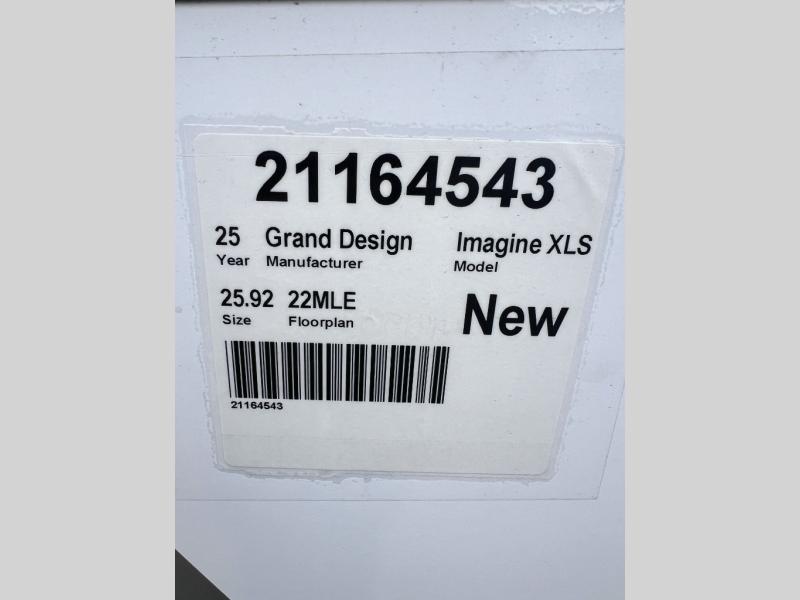 21164543
25 Grand Design Imagine XLS
Year Manufacturer Model
25.92 22MLE New
Size Floorplan
21164543